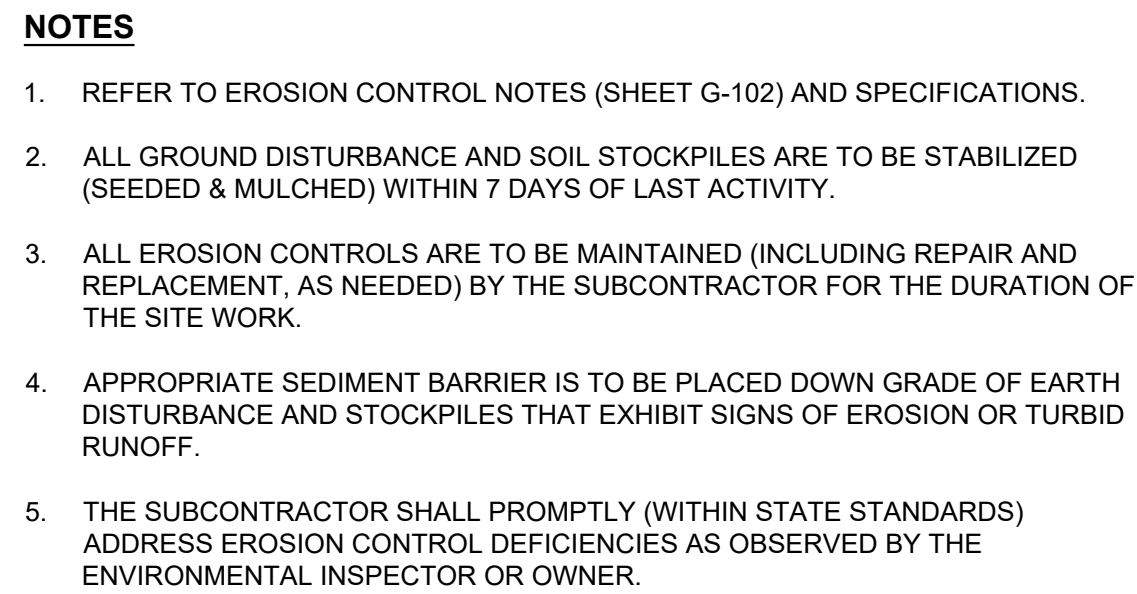 NOTES
1. REFER TO EROSION CONTROL NOTES (SHEET G-102) AND SPECIFICATIONS.
2. ALL GROUND DISTURBANCE AND SOIL STOCKPILES ARE TO BE STABILIZED
(SEEDED & MULCHED) WITHIN 7 DAYS OF LAST ACTIVITY.
3. ALL EROSION CONTROLS ARE TO BE MAINTAINED (INCLUDING REPAIR AND
REPLACEMENT, AS NEEDED) BY THE SUBCONTRACTOR FOR THE DURATION OF
THE SITE WORK.
4. APPROPRIATE SEDIMENT BARRIER IS TO BE PLACED DOWN GRADE OF EARTH
DISTURBANCE AND STOCKPILES THAT EXHIBIT SIGNS OF EROSION OR TURBID
RUNOFF.
5. THE SUBCONTRACTOR SHALL PROMPTLY (WITHIN STATE STANDARDS)
ADDRESS EROSION CONTROL DEFICIENCIES AS OBSERVED BY THE
ENVIRONMENTAL INSPECTOR OR OWNER.